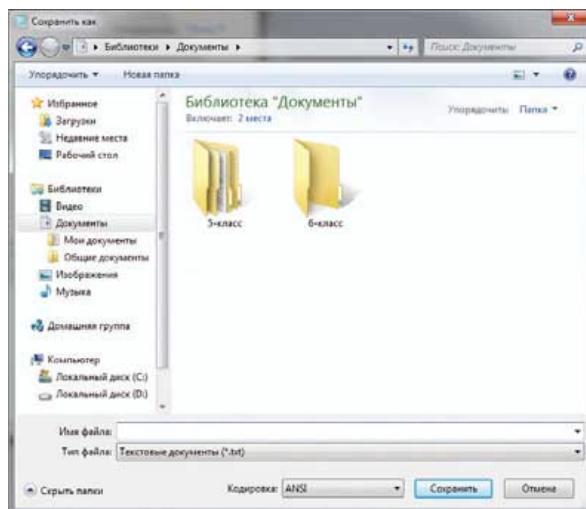 Сохранить как
Библиотеки ▸ Документы ▸
Поиск: Документы
Упорядочить ▾ Новая папка
Избранное
Загрузки
Недавние места
Рабочий стол
Библиотеки
Видео
Документы
Мои документы
Общие документы
Изображения
Музыка
Домашняя группа
Компьютер
Локальный диск (C:)
Локальный диск (D:)
Библиотека "Документы"
Включает: 2 места
Упорядочить: Папка ▾
5-класс
6-класс
Имя файла:
Тип файла: Текстовые документы (*.txt)
Скрыть папки
Кодировка: ANSI
Сохранить
Отмена